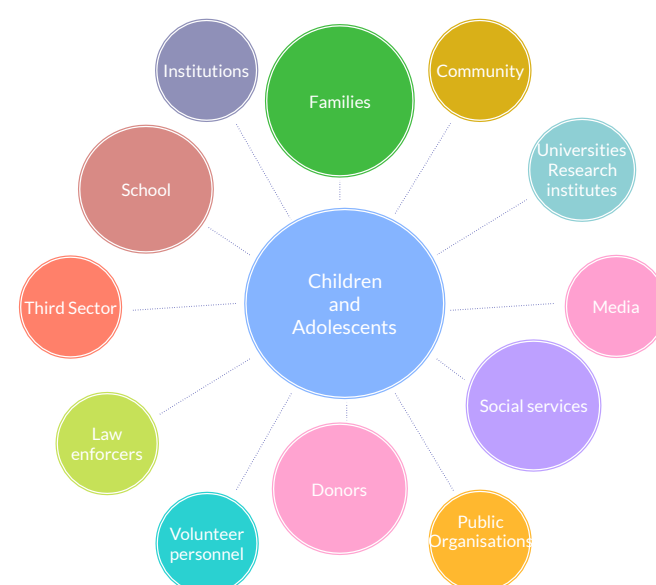 Institutions
Families
Community
Universities
Research
institutes
School
Children
and
Adolescents
Third Sector
Media
Social services
Law
enforcers
Donors
Volunteer
personnel
Public
Organisations